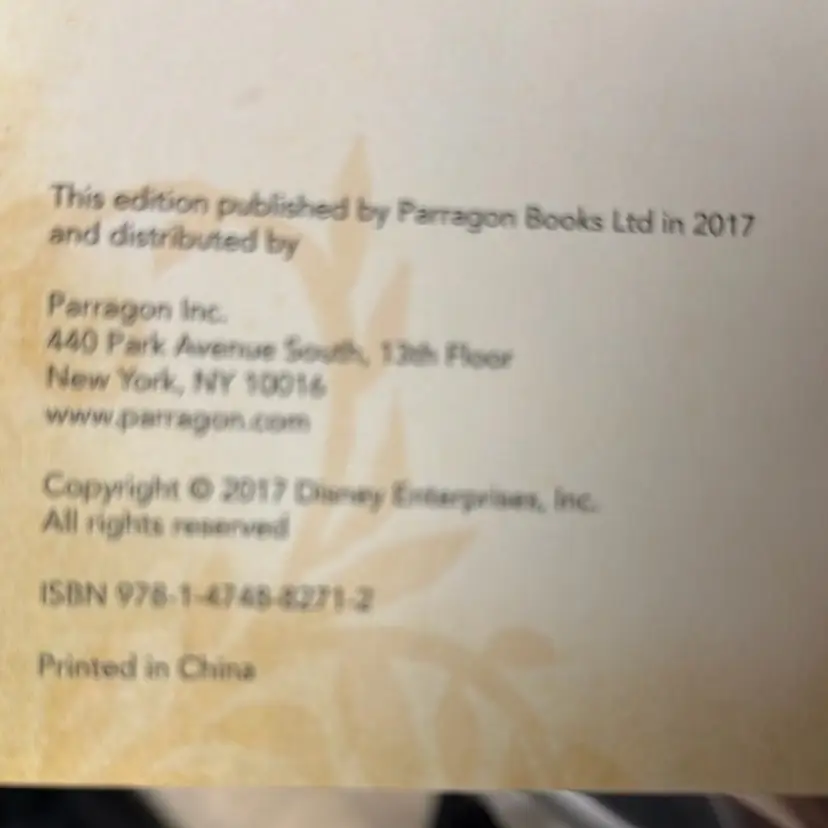 This edition published by Parragon Books Ltd in 2017
and distributed by
Parragon Inc.
440 Park Avenue South, 13th Floor
New York, NY 10016
www.parragon.com
Copyright © 2017 Disney Enterprises, Inc.
All rights reserved
ISBN 978-1-4748-8271-2
Printed in China